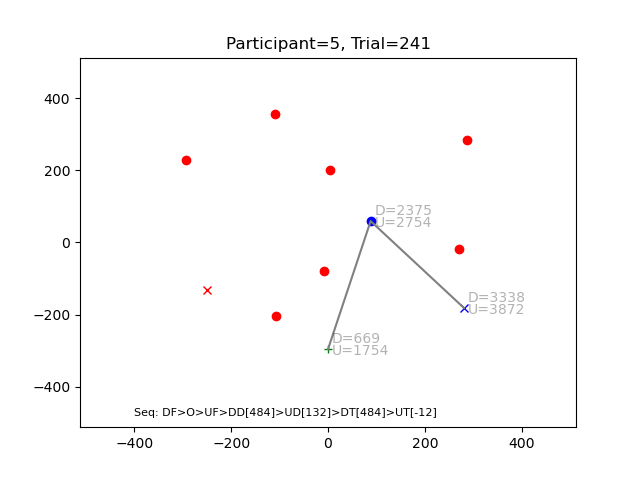 Participant=5, Trial=241
400
200
0
−200
−400
D=2375
U=2754
D=3338
U=3872
D=669
U=1754
Seq: DF>O>UF>DD[484]>UD[132]>DT[484]>UT[-12]
−400
−200
0
200
400